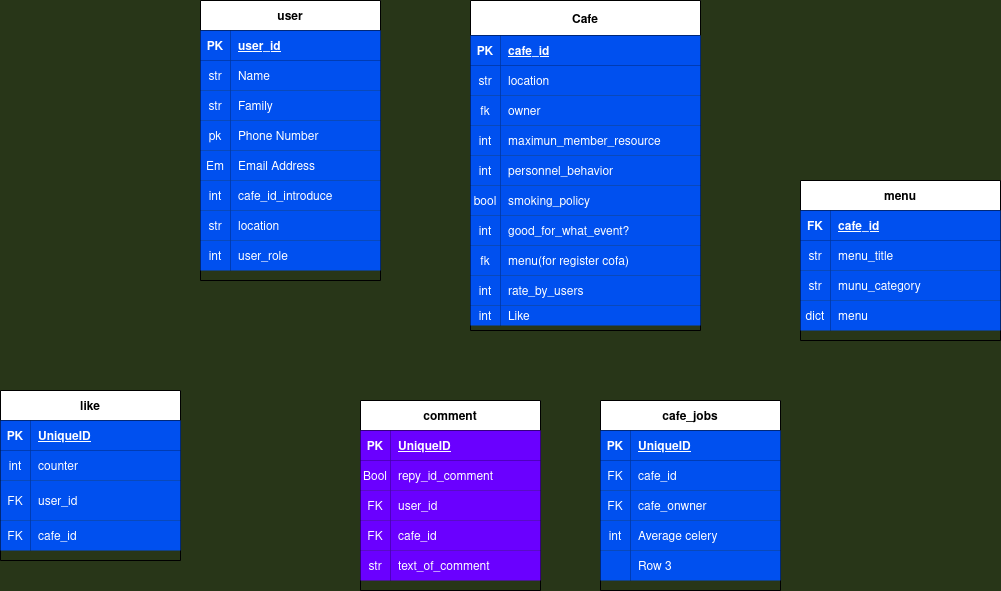 user
PK user_id
str Name
str Family
pk Phone Number
Em Email Address
int cafe_id_introduce
str location
int user_role
Cafe
PK cafe_id
str location
fk owner
int maximun_member_resource
int personnel_behavior
bool smoking_policy
int good_for_what_event?
fk menu(for register cofa)
int rate_by_users
int Like
menu
FK cafe_id
str menu_title
str munu_category
dict menu
like
PK UniqueID
int counter
FK user_id
FK cafe_id
comment
PK UniqueID
Bool repy_id_comment
FK user_id
FK cafe_id
str text_of_comment
cafe_jobs
PK UniqueID
FK cafe_id
FK cafe_onwner
int Average celery
Row 3